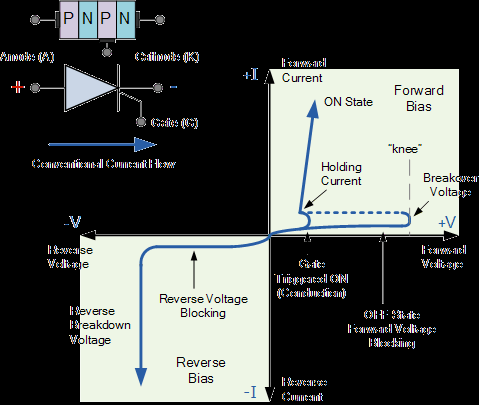 P N P N
Anode (A)
Cathode (K)
+
-
Gate (G)
Conventional Current Flow
+I
Forward
Current
Forward
Bias
ON State
"knee"
Holding
Current
Breakdown
Voltage
-V
+V
Reverse
Voltage
Forward
Voltage
Gate
Triggered ON
(Conduction)
Reverse Voltage
Blocking
Reverse
Breakdown
Voltage
OFF State
Forward Voltage
Blocking
Reverse
Bias
-I
Reverse
Current